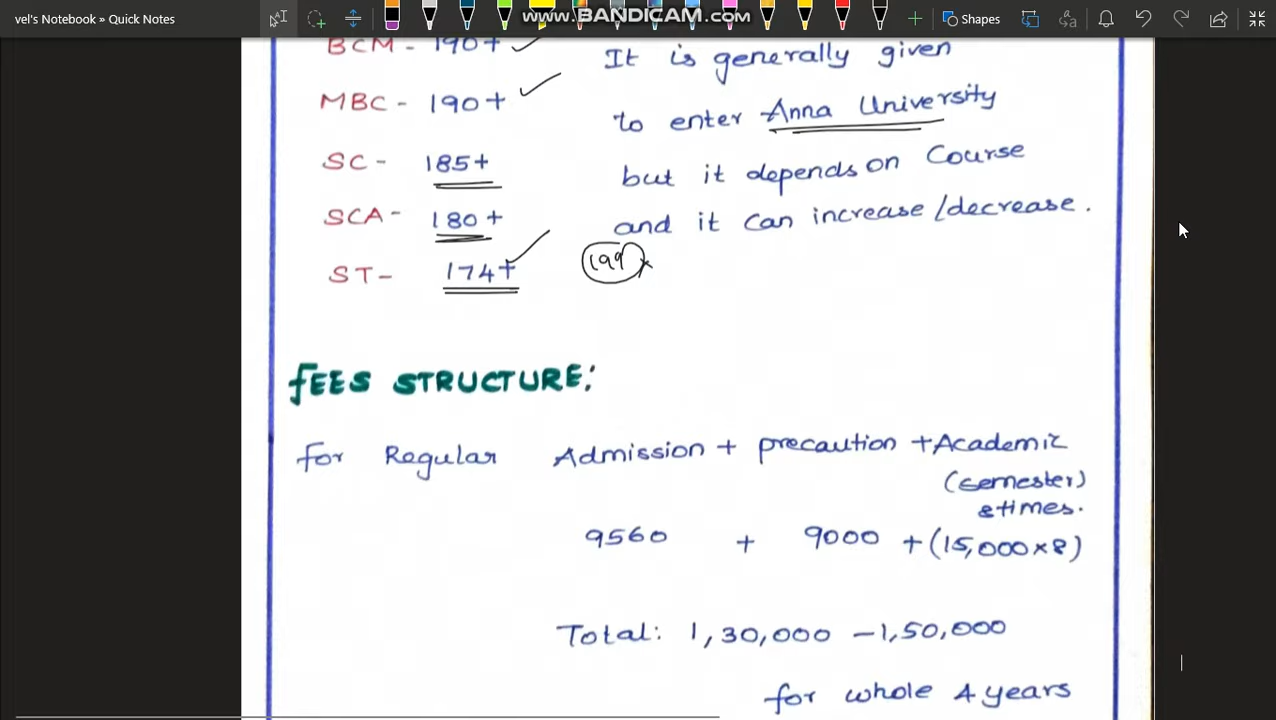 vel's Notebook » Quick Notes
www.BANDICAM.com
Shapes
BCM - 190+
MBC - 190+
SC - 185+
SCA - 180+
ST - 174+
It is generally given
to enter Anna University
but it depends on Course
and it can increase/decrease.
199
FEES STRUCTURE:
for Regular Admission + precaution + Academic
(semester)
8times.
9560 + 9000 + (15,000×8)
Total: 1,30,000 - 1,50,000
for whole 4 years